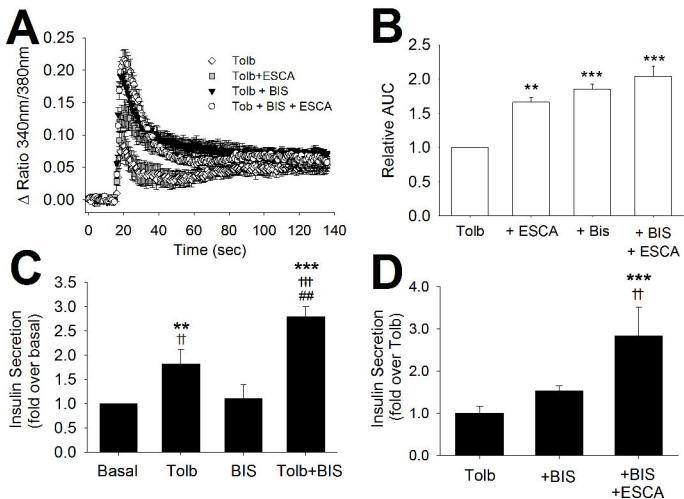 A
Δ Ratio 340nm/380nm
0.25
0.20
0.15
0.10
0.05
0.00
Tolb
Tolb+ESCA
Tolb + BIS
Tob + BIS + ESCA
0 20 40 60 80 100 120 140
Time (sec)
B
Relative AUC
2.5
2.0
1.5
1.0
0.5
0.0
**
***
***
Tolb + ESCA + Bis + BIS
+ ESCA
C
Insulin Secretion
(fold over basal)
3.5
3.0
2.5
2.0
1.5
1.0
0.5
0.0
**
††
***
†††
##
Basal Tolb BIS Tolb+BIS
D
Insulin Secretion
(fold over Tolb)
4.0
3.0
2.0
1.0
0.0
***
††
Tolb +BIS +BIS
+ESCA